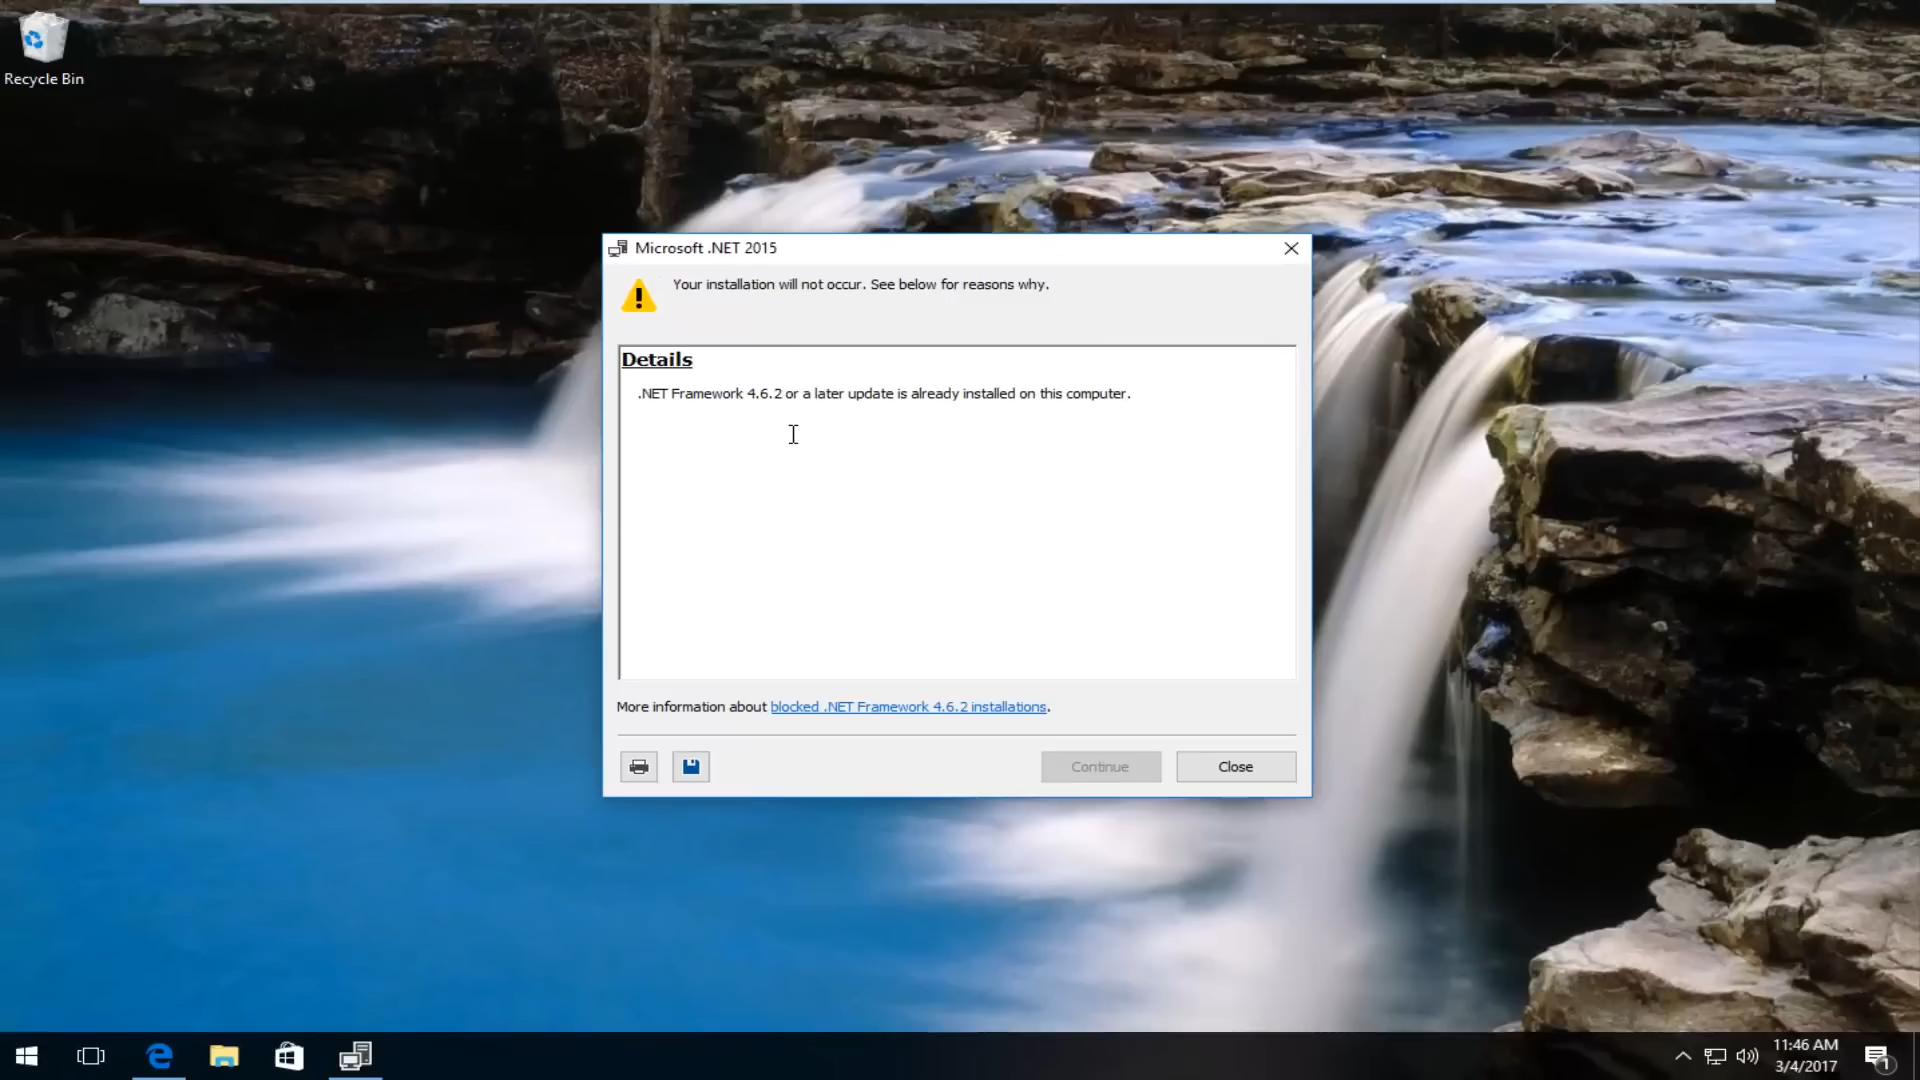 Recycle Bin
Microsoft .NET 2015
Your installation will not occur. See below for reasons why.
Details
.NET Framework 4.6.2 or a later update is already installed on this computer.
More information about blocked .NET Framework 4.6.2 installations.
Continue
Close
11:46 AM
3/4/2017
1